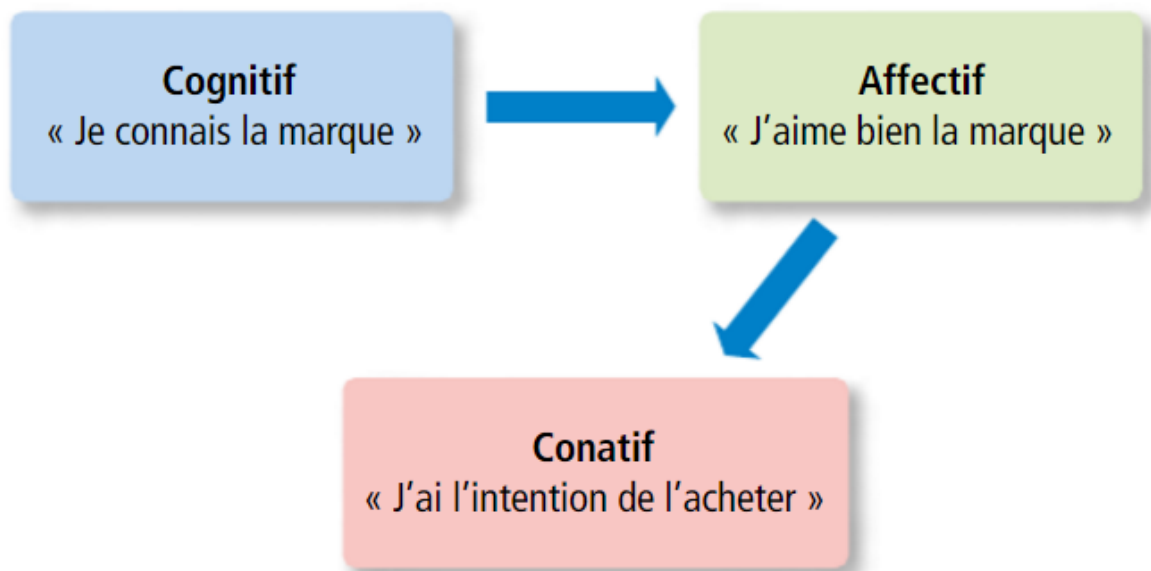 Cognitif
« Je connais la marque »
Affectif
« J’aime bien la marque »
Conatif
« J’ai l’intention de l’acheter »